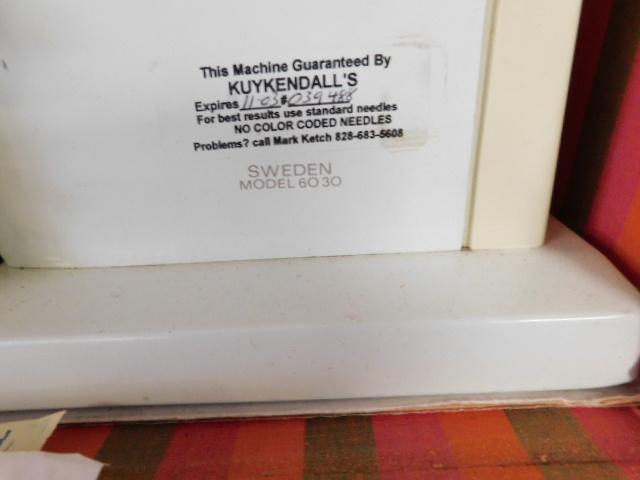 This Machine Guaranteed By
KUYKENDALL'S
Expires 11-03 # 039488
For best results use standard needles
NO COLOR CODED NEEDLES
Problems? call Mark Ketch 828-683-5608
SWEDEN
MODEL 6030